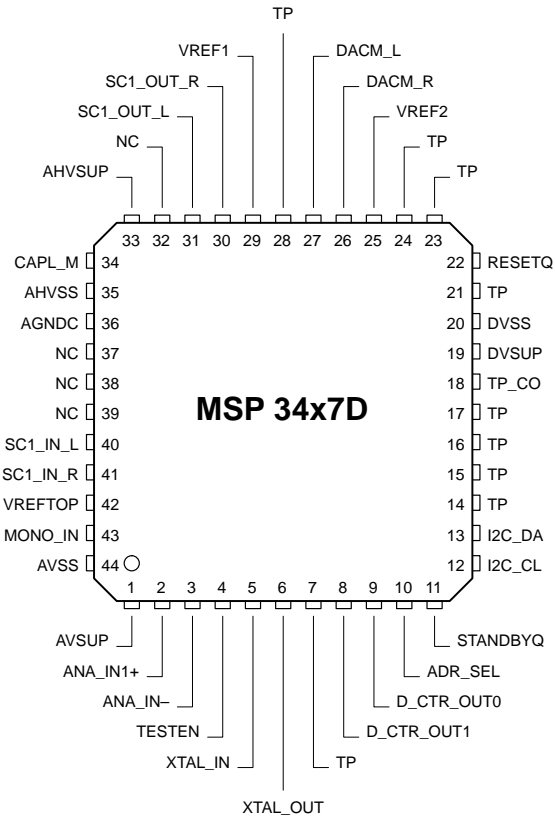 TP
VREF1 DACM_L
SC1_OUT_R DACM_R
SC1_OUT_L VREF2
NC TP
AHVSUP TP
33 32 31 30 29 28 27 26 25 24 23
CAPL_M 34 22 RESETQ
AHVSS 35 21 TP
AGNDC 36 20 DVSS
NC 37 19 DVSUP
NC 38 18 TP_CO
NC 39 MSP 34x7D 17 TP
SC1_IN_L 40 16 TP
SC1_IN_R 41 15 TP
VREFTOP 42 14 TP
MONO_IN 43 13 I2C_DA
AVSS 44 12 I2C_CL
1 2 3 4 5 6 7 8 9 10 11
AVSUP STANDBYQ
ANA_IN1+ ADR_SEL
ANA_IN– D_CTR_OUT0
TESTEN D_CTR_OUT1
XTAL_IN TP
XTAL_OUT